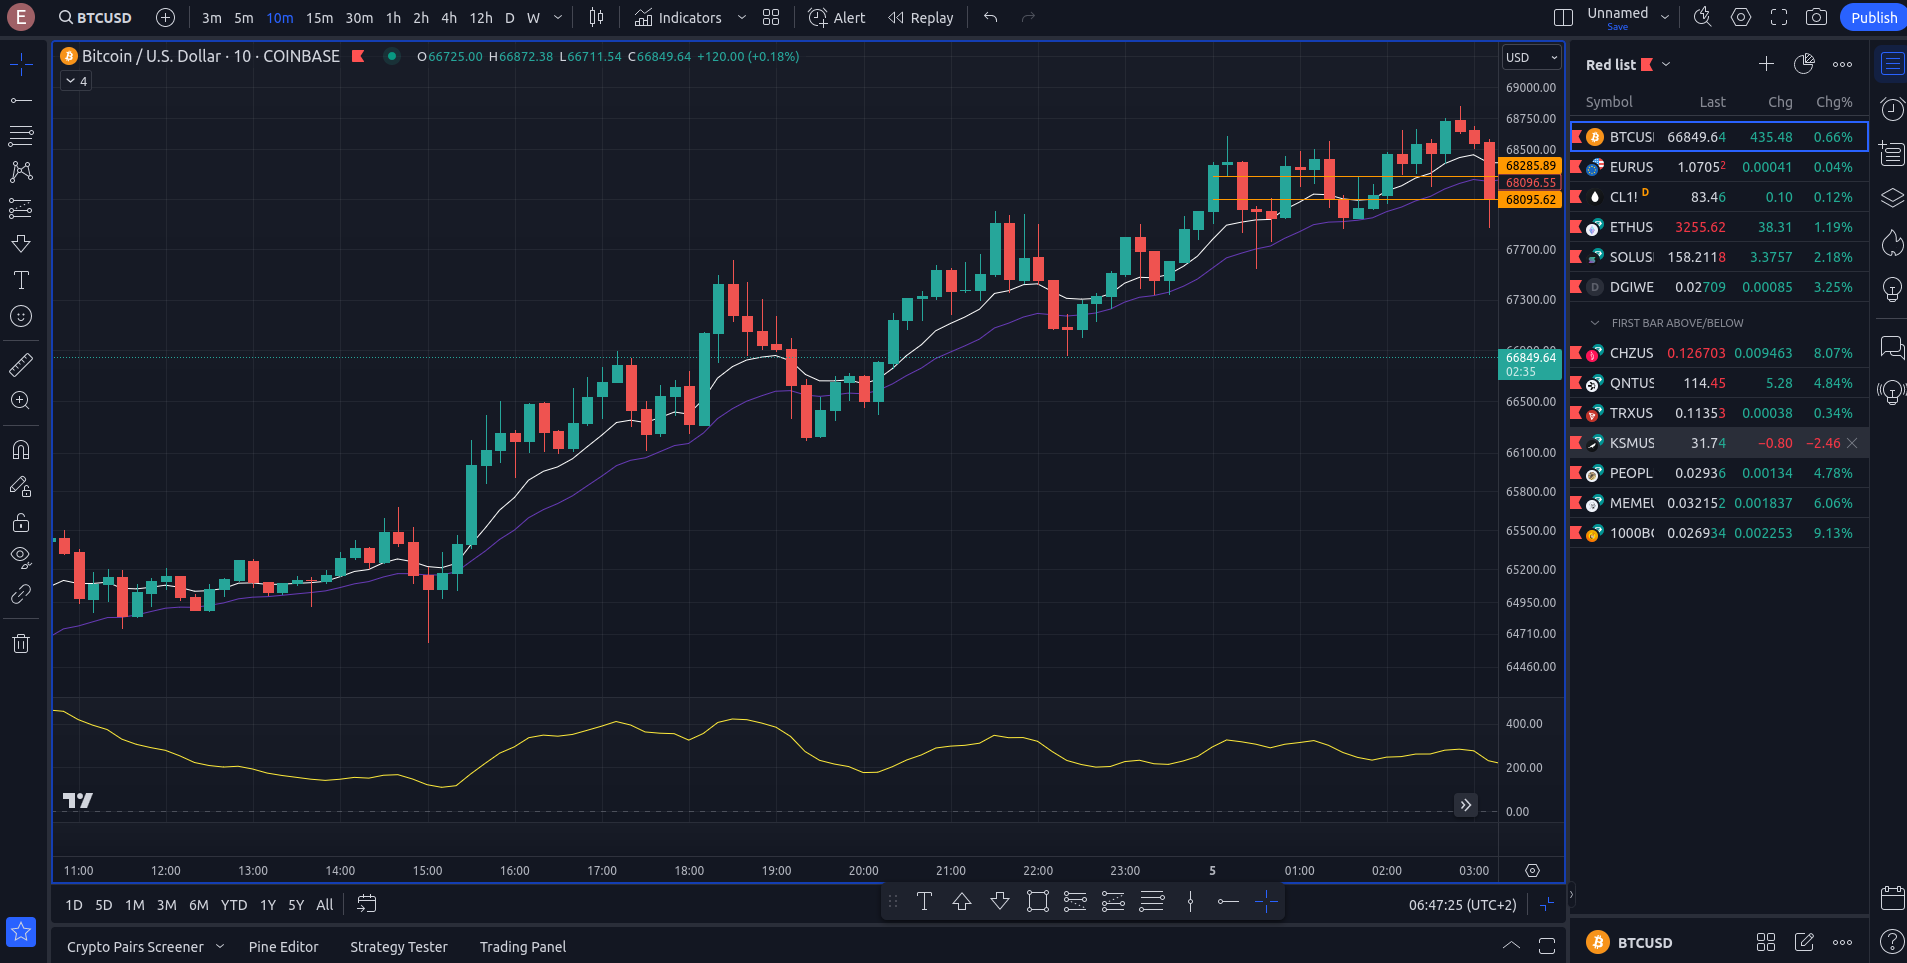 E BTCUSD 3m 5m 10m 15m 30m 1h 2h 4h 12h D W Indicators Alert Replay Unnamed Publish
Save
Bitcoin / U.S. Dollar · 10 · COINBASE O66725.00 H66872.38 L66711.54 C66849.64 +120.00 (+0.18%)
4
USD
69000.00
68750.00
68500.00
68285.89
68096.55
68095.62
67700.00
67300.00
66849.64
02:35
66500.00
66100.00
65800.00
65500.00
65200.00
64950.00
64710.00
64460.00
400.00
200.00
0.00
11:00 12:00 13:00 14:00 15:00 16:00 17:00 18:00 19:00 20:00 21:00 22:00 23:00 5 01:00 02:00 03:00
1D 5D 1M 3M 6M YTD 1Y 5Y All
06:47:25 (UTC+2)
Crypto Pairs Screener Pine Editor Strategy Tester Trading Panel
Red list
Symbol Last Chg Chg%
BTCUS 66849.64 435.48 0.66%
EURUS 1.07052 0.00041 0.04%
CL1! D 83.46 0.10 0.12%
ETHUS 3255.62 38.31 1.19%
SOLUS 158.2118 3.3757 2.18%
D DGIWE 0.02709 0.00085 3.25%
FIRST BAR ABOVE/BELOW
CHZUS 0.126703 0.009463 8.07%
QNTUS 114.45 5.28 4.84%
TRXUS 0.11353 0.00038 0.34%
KSMUS 31.74 −0.80 −2.46
PEOPL 0.02936 0.00134 4.78%
MEMEU 0.032152 0.001837 6.06%
1000BO 0.026934 0.002253 9.13%
BTCUSD